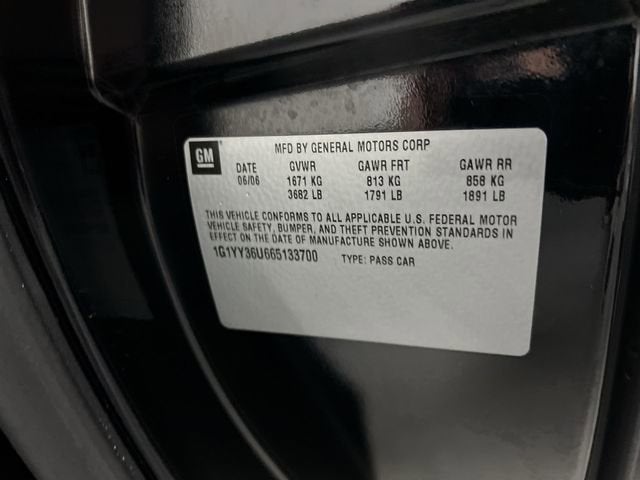 GM
MFD BY GENERAL MOTORS CORP
DATE GVWR GAWR FRT GAWR RR
06/06 1671 KG 813 KG 858 KG
3682 LB 1791 LB 1891 LB
THIS VEHICLE CONFORMS TO ALL APPLICABLE U.S. FEDERAL MOTOR
VEHICLE SAFETY, BUMPER, AND THEFT PREVENTION STANDARDS IN
EFFECT ON THE DATE OF MANUFACTURE SHOWN ABOVE.
1G1YY36U665133700 TYPE: PASS CAR